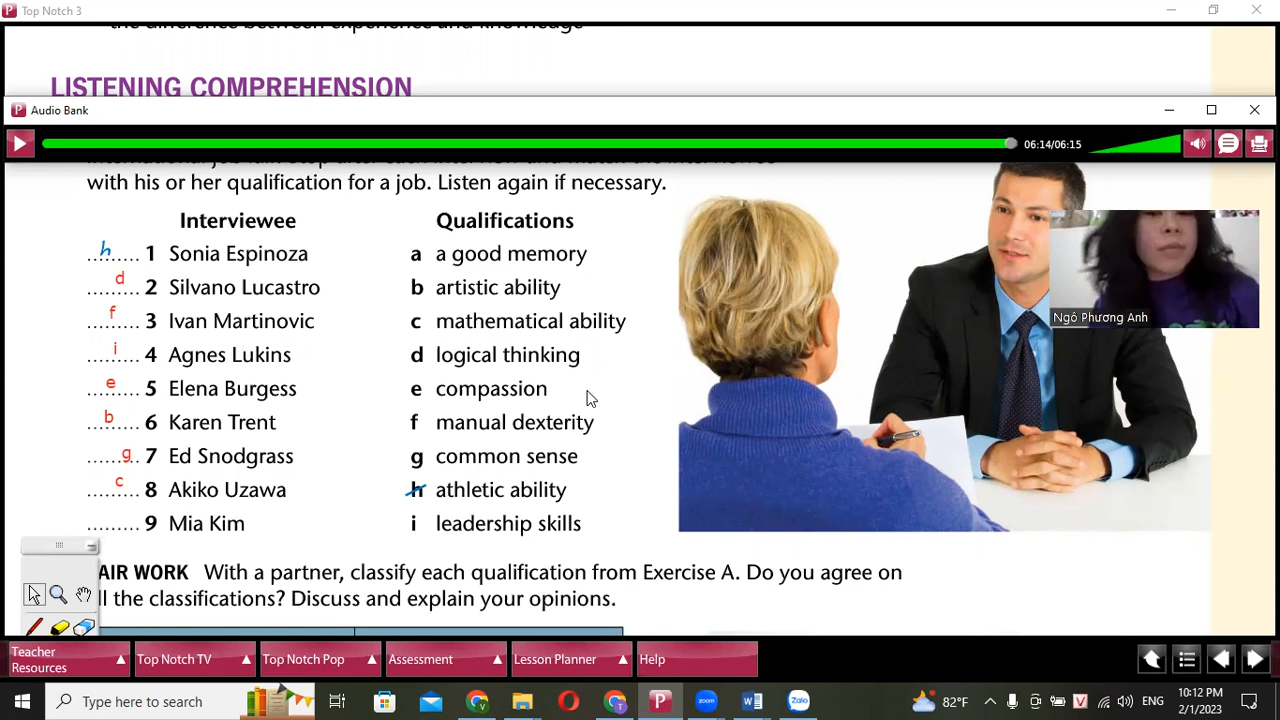 Top Notch 3
the difference between experience and knowledge
LISTENING COMPREHENSION
Audio Bank
06:14/06:15
with his or her qualification for a job. Listen again if necessary.
Interviewee Qualifications
h 1 Sonia Espinoza a a good memory
d 2 Silvano Lucastro b artistic ability
f 3 Ivan Martinovic c mathematical ability
i 4 Agnes Lukins d logical thinking
e 5 Elena Burgess e compassion
b 6 Karen Trent f manual dexterity
g 7 Ed Snodgrass g common sense
c 8 Akiko Uzawa h athletic ability
......... 9 Mia Kim i leadership skills
Ngô Phương Anh
AIR WORK With a partner, classify each qualification from Exercise A. Do you agree on
ll the classifications? Discuss and explain your opinions.
Teacher Resources Top Notch TV Top Notch Pop Assessment Lesson Planner Help
Type here to search
82°F ENG
10:12 PM
2/1/2023